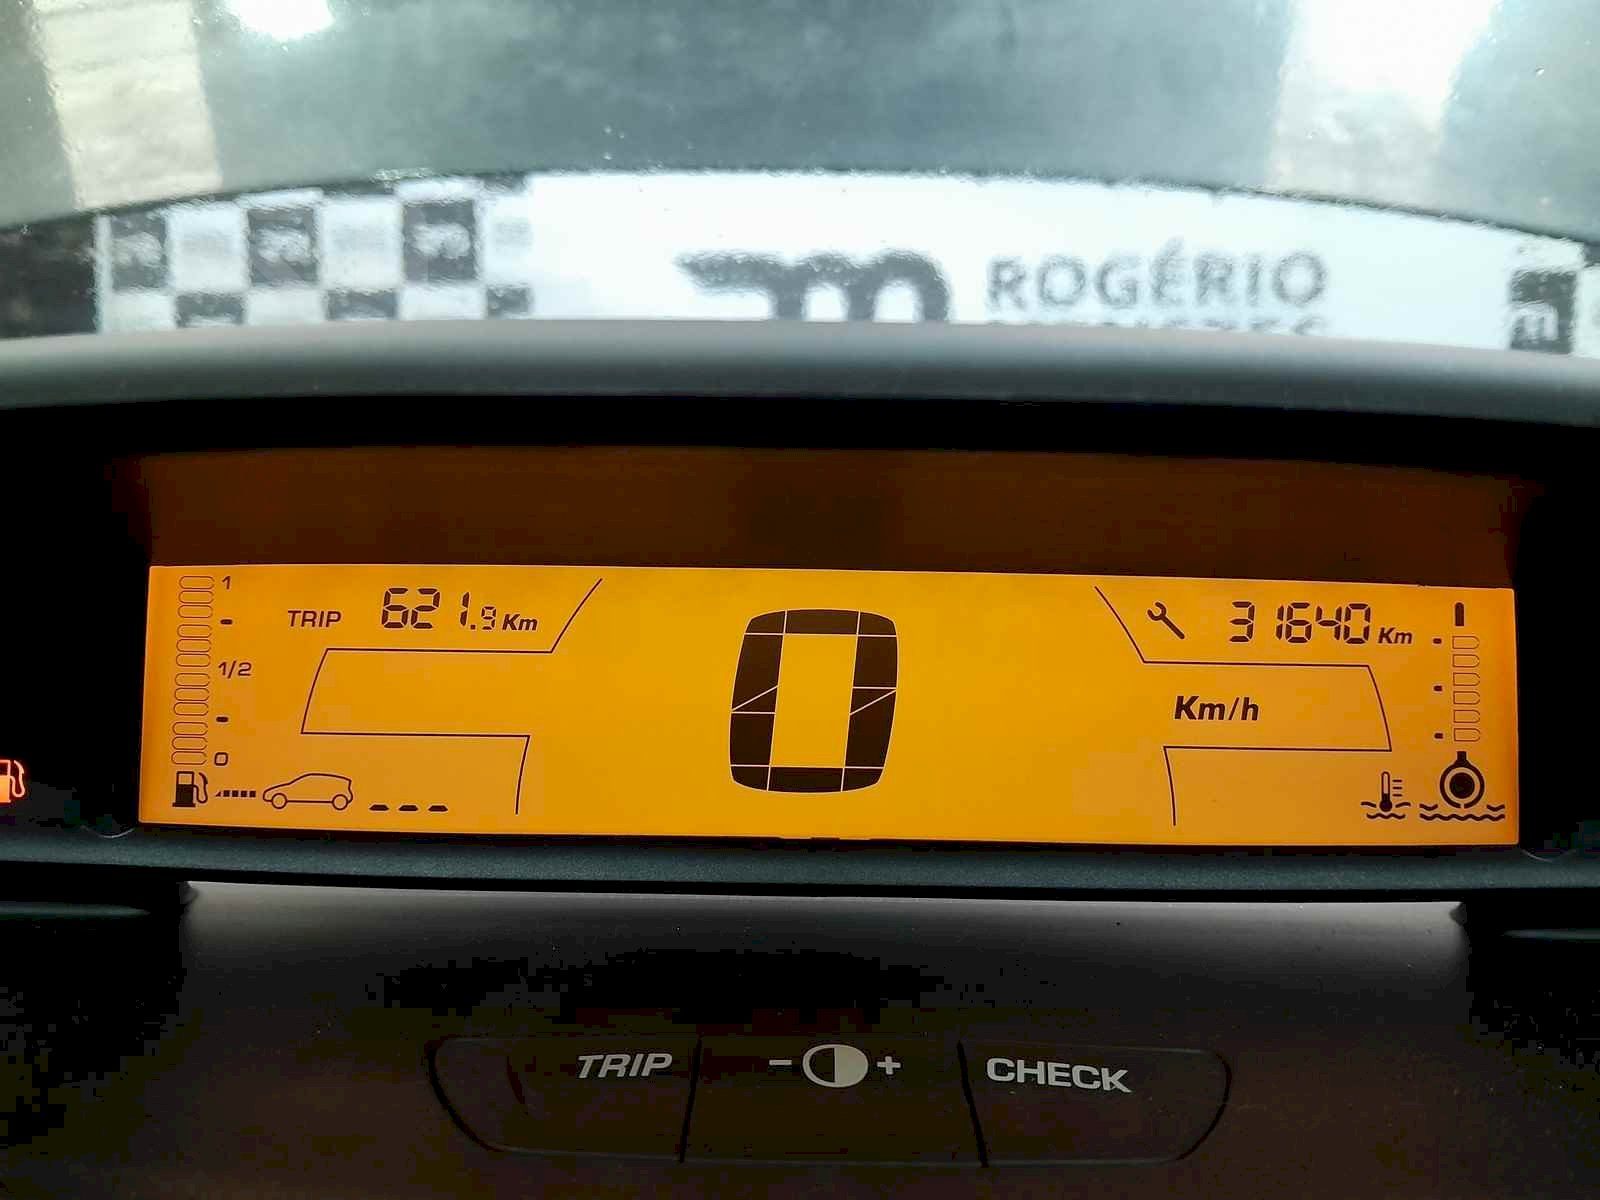 ROGÉRIO
1
TRIP 621.9 Km
31640 Km
1/2
0
Km/h
0
---
TRIP
- +
CHECK